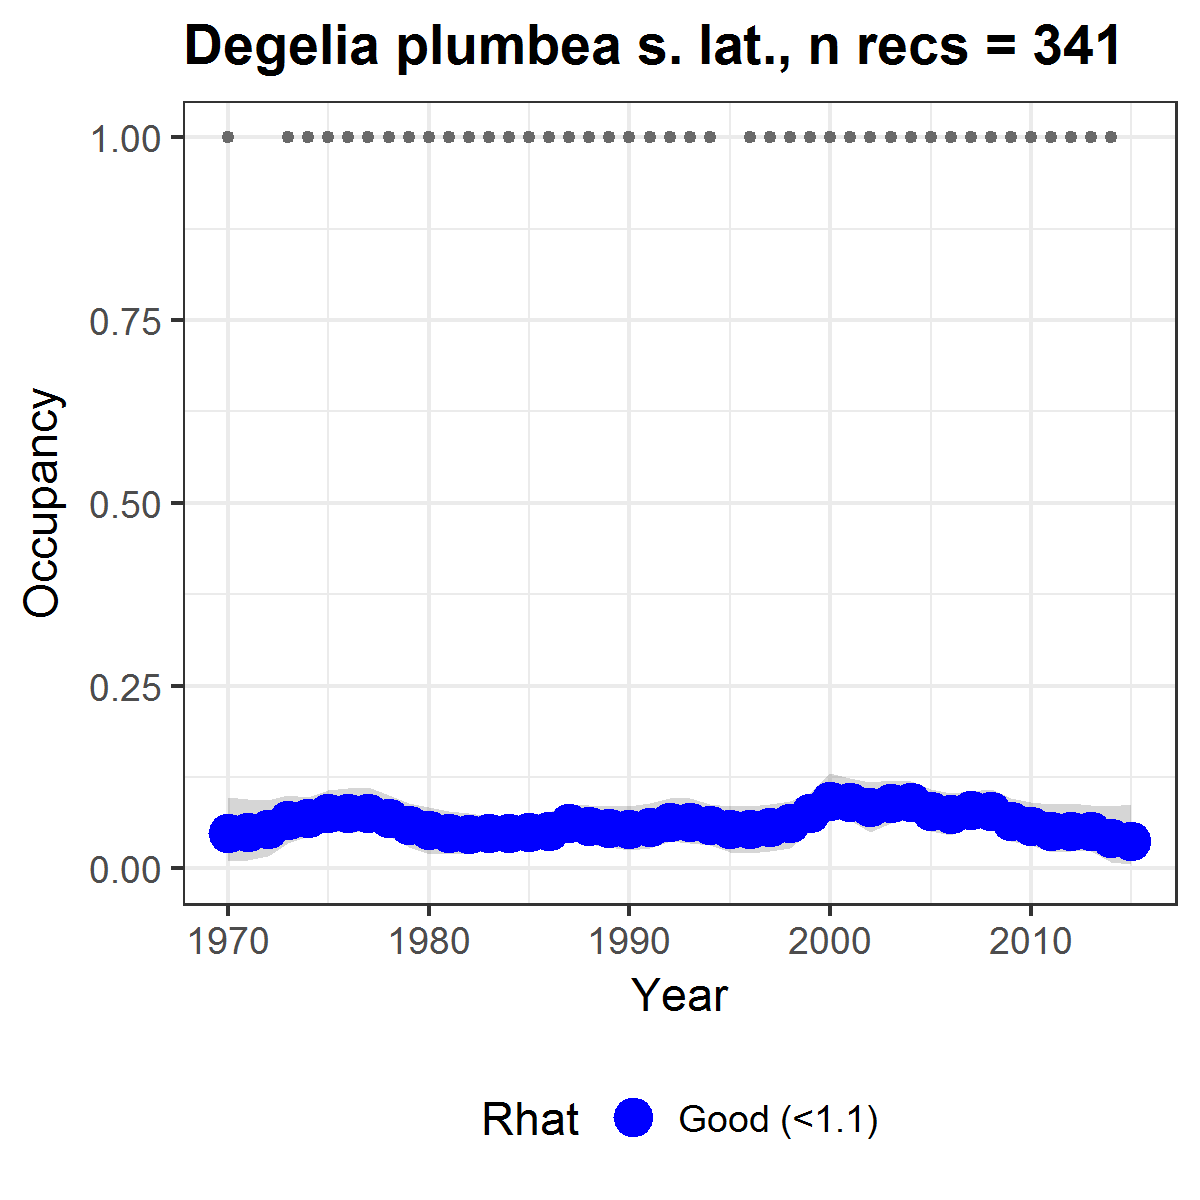 Degelia plumbea s. lat., n recs = 341
1.00
0.75
0.50
0.25
0.00
Occupancy
1970 1980 1990 2000 2010
Year
Rhat Good (<1.1)